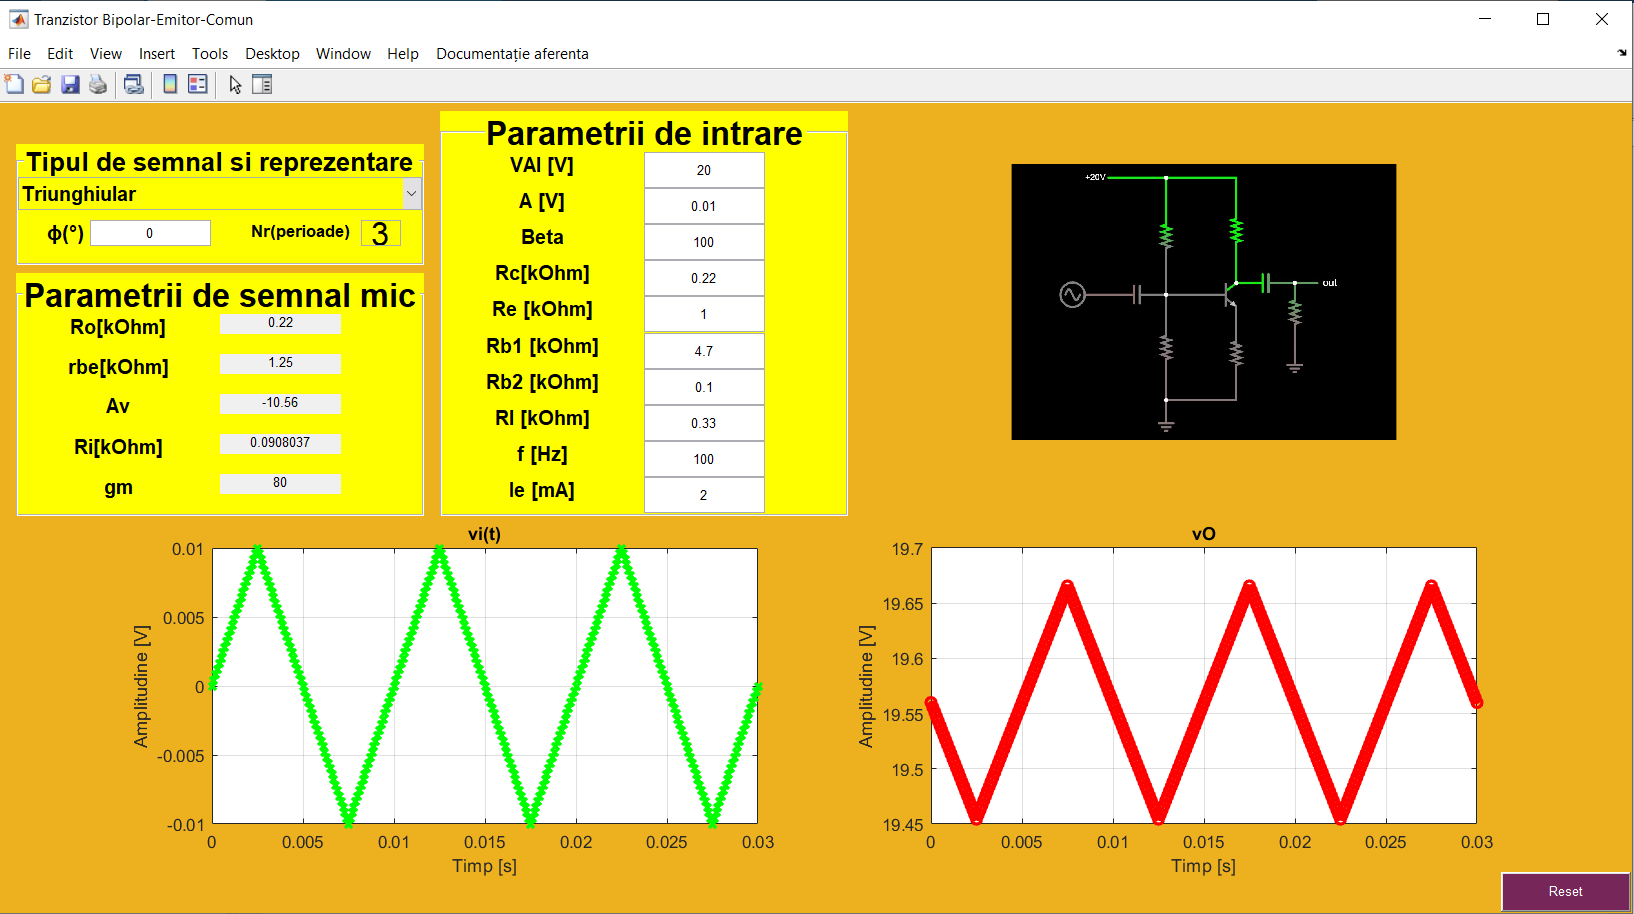 Tranzistor Bipolar-Emitor-Comun
File Edit View Insert Tools Desktop Window Help Documentație aferenta
Tipul de semnal si reprezentare
Triunghiular
ϕ(°) 0 Nr(perioade) 3
Parametrii de semnal mic
Ro[kOhm] 0.22
rbe[kOhm] 1.25
Av -10.56
Ri[kOhm] 0.0908037
gm 80
Parametrii de intrare
VAl [V] 20
A [V] 0.01
Beta 100
Rc[kOhm] 0.22
Re [kOhm] 1
Rb1 [kOhm] 4.7
Rb2 [kOhm] 0.1
Rl [kOhm] 0.33
f [Hz] 100
Ie [mA] 2
+20V
out
vi(t)
Amplitudine [V]
0.01
0.005
0
-0.005
-0.01
0 0.005 0.01 0.015 0.02 0.025 0.03
Timp [s]
vO
Amplitudine [V]
19.7
19.65
19.6
19.55
19.5
19.45
0 0.005 0.01 0.015 0.02 0.025 0.03
Timp [s]
Reset